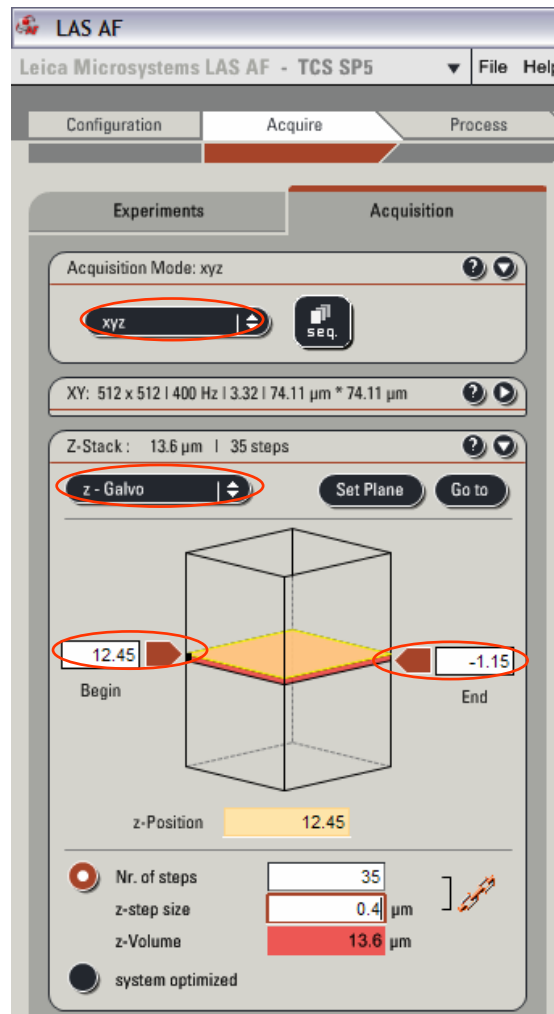 LAS AF
Leica Microsystems LAS AF - TCS SP5 File Help
Configuration Acquire Process
Experiments Acquisition
Acquisition Mode: xyz ?
xyz seq.
XY: 512 x 512 | 400 Hz | 3.32 | 74.11 µm * 74.11 µm ?
Z-Stack: 13.6 µm | 35 steps ?
z - Galvo Set Plane Go to
12.45 -1.15
Begin End
z-Position 12.45
Nr. of steps 35
z-step size 0.4 µm
z-Volume 13.6 µm
system optimized